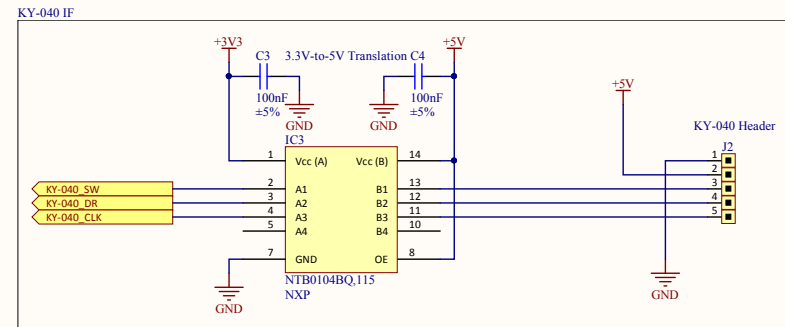 KY-040 IF
+3V3
C3
3.3V-to-5V Translation
C4
+5V
100nF
±5%
GND
100nF
±5%
GND
+5V
KY-040 Header
J2
IC3
1
Vcc (A)
Vcc (B)
14
KY-040_SW
2
A1
B1
13
KY-040_DR
3
A2
B2
12
KY-040_CLK
4
A3
B3
11
5
A4
B4
10
7
GND
OE
8
1
2
3
4
5
NTB0104BQ,115
NXP
GND
GND